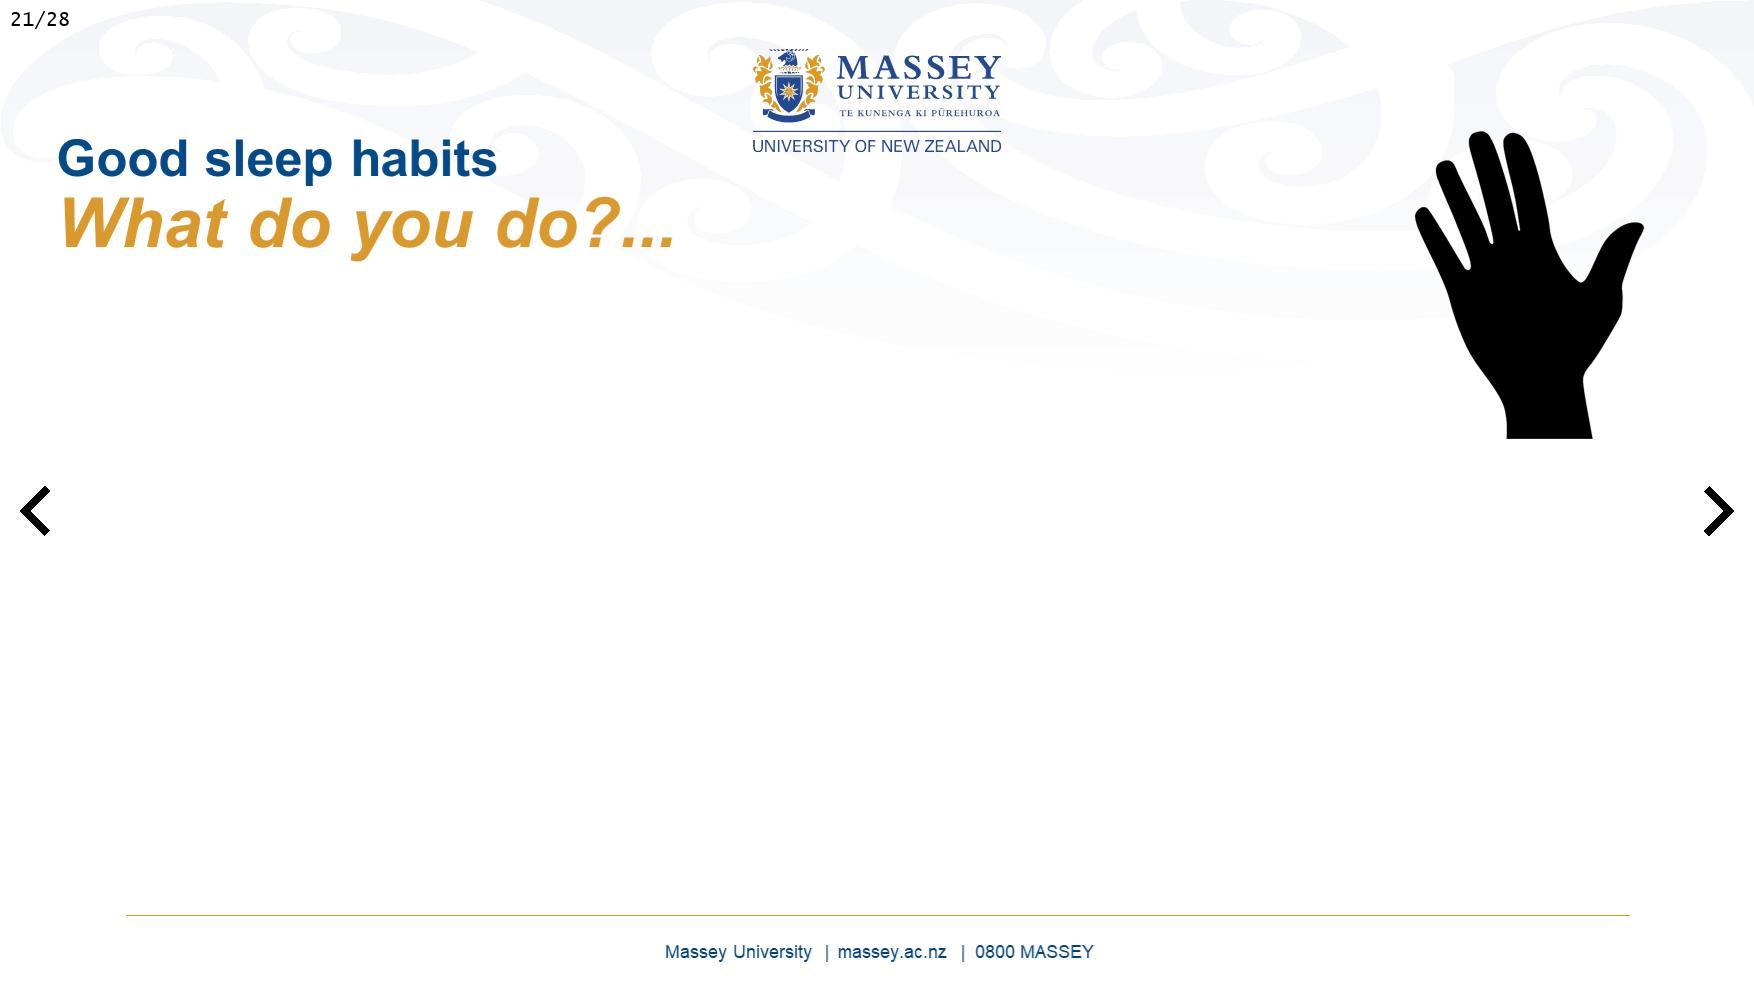 21/28
MASSEY
UNIVERSITY
TE KUNENGA KI PŪREHUROA
UNIVERSITY OF NEW ZEALAND
Good sleep habits
What do you do?...
Massey University | massey.ac.nz | 0800 MASSEY